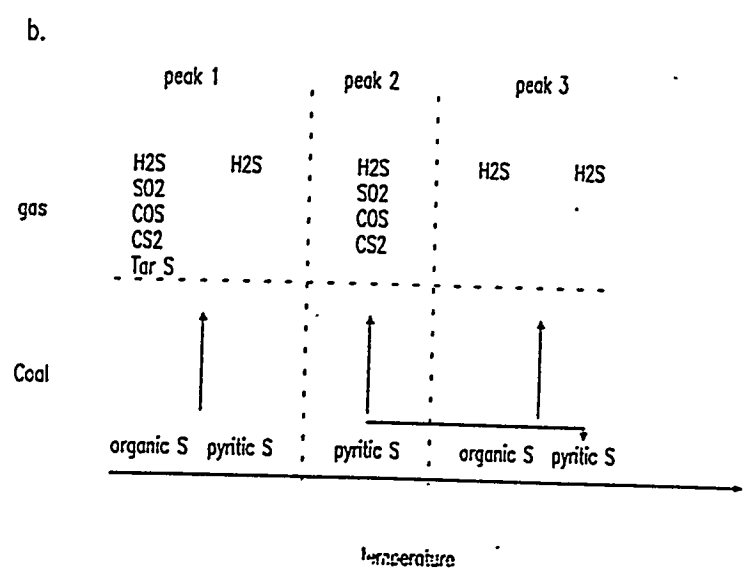 b.
peak 1 peak 2 peak 3
H2S H2S H2S H2S H2S
SO2 SO2
gas COS COS
CS2 CS2
Tar S
Coal
organic S pyritic S pyritic S organic S pyritic S
temperature